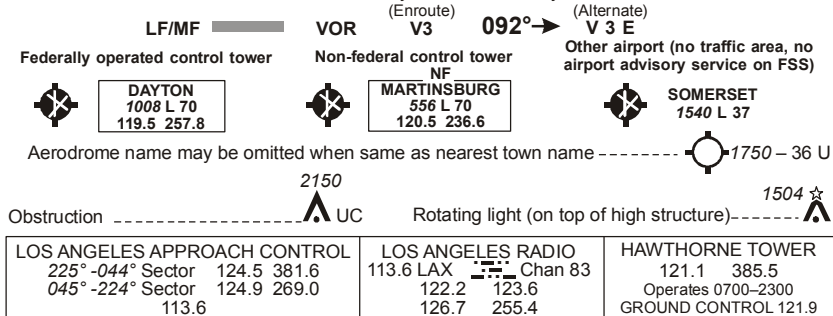 (Enroute) (Alternate)
LF/MF VOR V3 092° V 3 E
Federally operated control tower Non-federal control tower Other airport (no traffic area, no airport advisory service on FSS)
NF
DAYTON
1008 L 70
119.5 257.8
MARTINSBURG
556 L 70
120.5 236.6
SOMERSET
1540 L 37
Aerodrome name may be omitted when same as nearest town name 1750 – 36 U
2150
Obstruction UC
1504
Rotating light (on top of high structure)
LOS ANGELES APPROACH CONTROL
225° -044° Sector 124.5 381.6
045° -224° Sector 124.9 269.0
113.6
LOS ANGELES RADIO
113.6 LAX Chan 83
122.2 123.6
126.7 255.4
HAWTHORNE TOWER
121.1 385.5
Operates 0700–2300
GROUND CONTROL 121.9